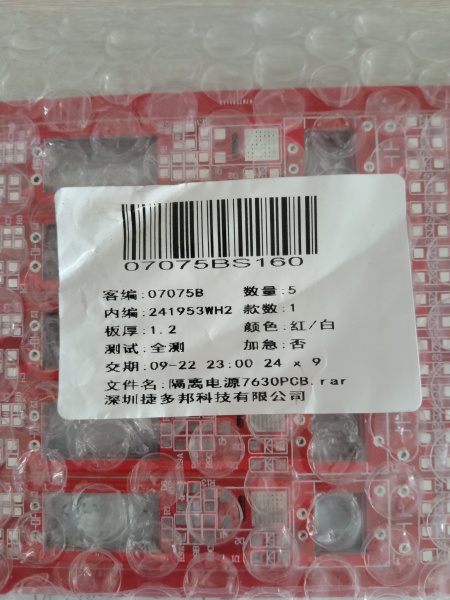 07075BS160
客编:07075B 数量:5
内编:241953WH2 款数:1
板厚:1.2 颜色:红/白
测试:全测 加急:否
交期:09-22 23:00 24 x 9
文件名:隔离电源7630PCB.rar
深圳捷多邦科技有限公司